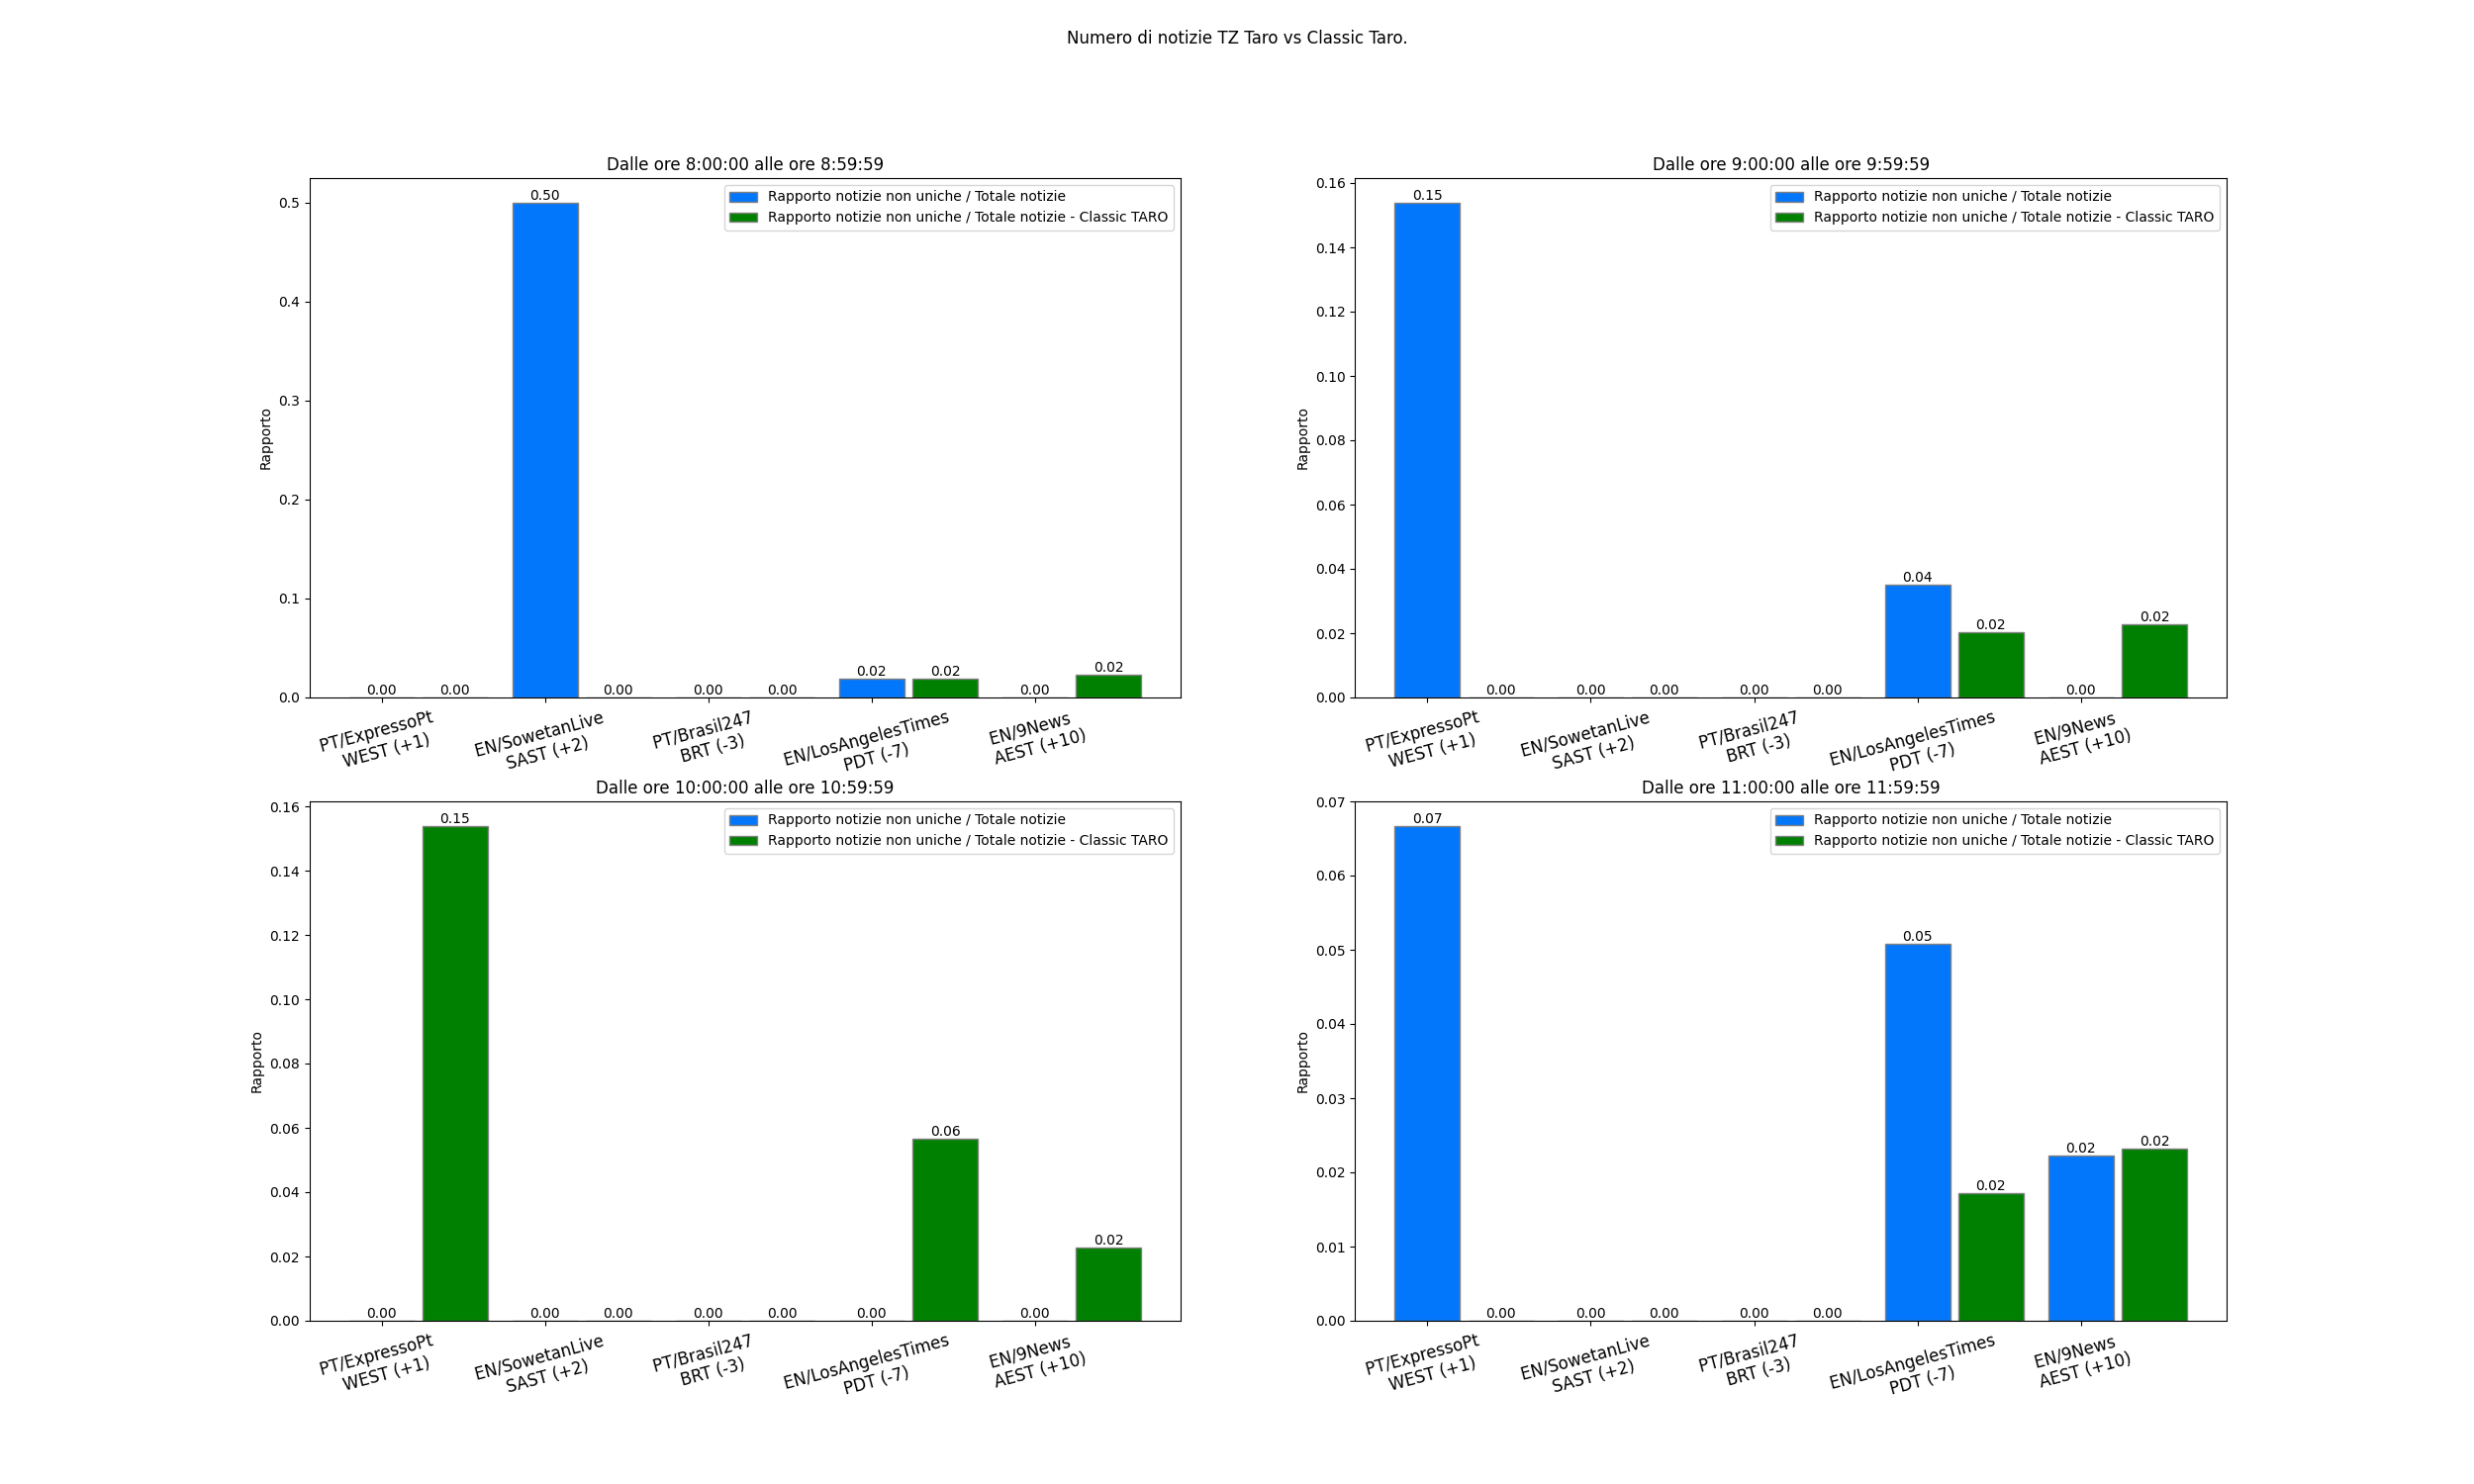 Numero di notizie TZ Taro vs Classic Taro.
Dalle ore 8:00:00 alle ore 8:59:59
Rapporto notizie non uniche / Totale notizie
Rapporto notizie non uniche / Totale notizie - Classic TARO
Rapporto
0.5
0.4
0.3
0.2
0.1
0.0
0.00
0.00
0.50
0.00
0.00
0.00
0.02
0.02
0.00
0.02
PT/ExpressoPt
WEST (+1)
EN/SowetanLive
SAST (+2)
PT/Brasil247
BRT (-3)
EN/LosAngelesTimes
PDT (-7)
EN/9News
AEST (+10)
Dalle ore 9:00:00 alle ore 9:59:59
Rapporto notizie non uniche / Totale notizie
Rapporto notizie non uniche / Totale notizie - Classic TARO
Rapporto
0.16
0.14
0.12
0.10
0.08
0.06
0.04
0.02
0.00
0.15
0.00
0.00
0.00
0.00
0.00
0.04
0.02
0.00
0.02
PT/ExpressoPt
WEST (+1)
EN/SowetanLive
SAST (+2)
PT/Brasil247
BRT (-3)
EN/LosAngelesTimes
PDT (-7)
EN/9News
AEST (+10)
Dalle ore 10:00:00 alle ore 10:59:59
Rapporto notizie non uniche / Totale notizie
Rapporto notizie non uniche / Totale notizie - Classic TARO
Rapporto
0.16
0.14
0.12
0.10
0.08
0.06
0.04
0.02
0.00
0.00
0.15
0.00
0.00
0.00
0.00
0.00
0.06
0.00
0.02
PT/ExpressoPt
WEST (+1)
EN/SowetanLive
SAST (+2)
PT/Brasil247
BRT (-3)
EN/LosAngelesTimes
PDT (-7)
EN/9News
AEST (+10)
Dalle ore 11:00:00 alle ore 11:59:59
Rapporto notizie non uniche / Totale notizie
Rapporto notizie non uniche / Totale notizie - Classic TARO
Rapporto
0.07
0.06
0.05
0.04
0.03
0.02
0.01
0.00
0.07
0.00
0.00
0.00
0.00
0.00
0.05
0.02
0.02
0.02
PT/ExpressoPt
WEST (+1)
EN/SowetanLive
SAST (+2)
PT/Brasil247
BRT (-3)
EN/LosAngelesTimes
PDT (-7)
EN/9News
AEST (+10)